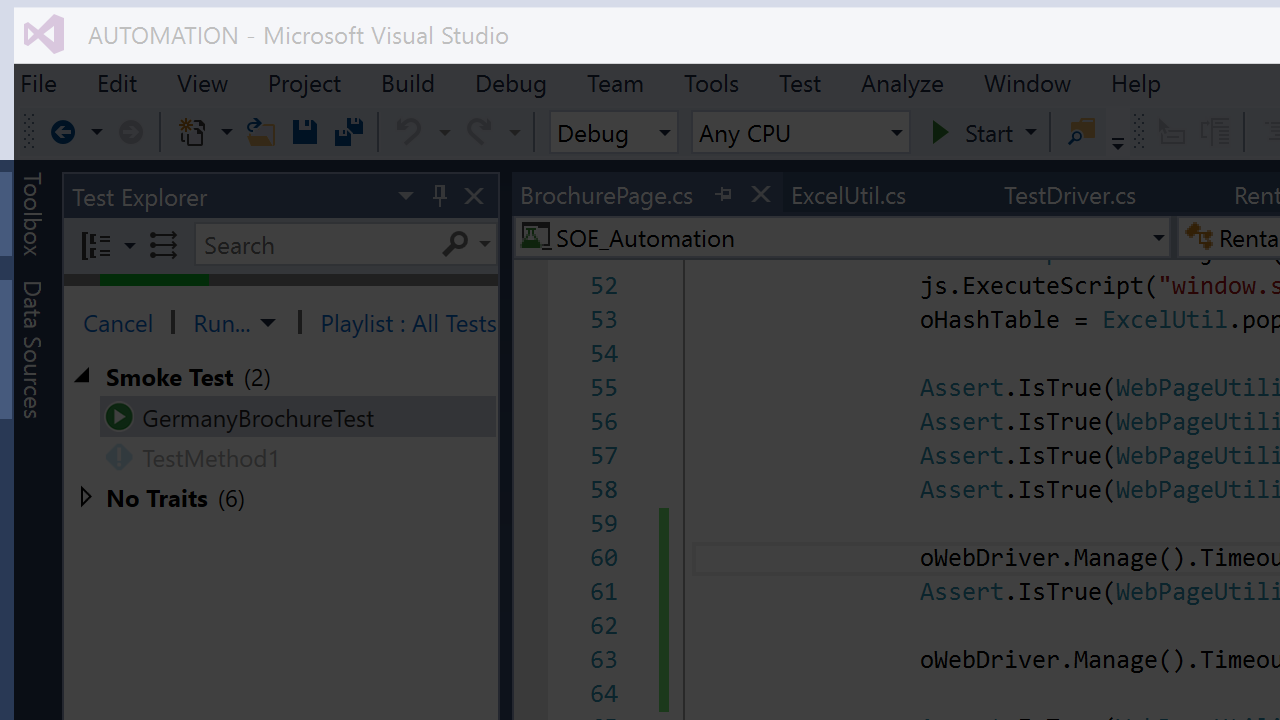 AUTOMATION - Microsoft Visual Studio
File Edit View Project Build Debug Team Tools Test Analyze Window Help
Debug Any CPU Start
Toolbox
Data Sources
Test Explorer
Search
Cancel | Run... | Playlist : All Tests
Smoke Test (2)
GermanyBrochureTest
TestMethod1
No Traits (6)
BrochurePage.cs ExcelUtil.cs TestDriver.cs Rent
SOE_Automation Renta
52 js.ExecuteScript("window.s
53 oHashTable = ExcelUtil.pop
54
55 Assert.IsTrue(WebPageUtili
56 Assert.IsTrue(WebPageUtili
57 Assert.IsTrue(WebPageUtili
58 Assert.IsTrue(WebPageUtili
59
60 oWebDriver.Manage().Timeou
61 Assert.IsTrue(WebPageUtili
62
63 oWebDriver.Manage().Timeou
64